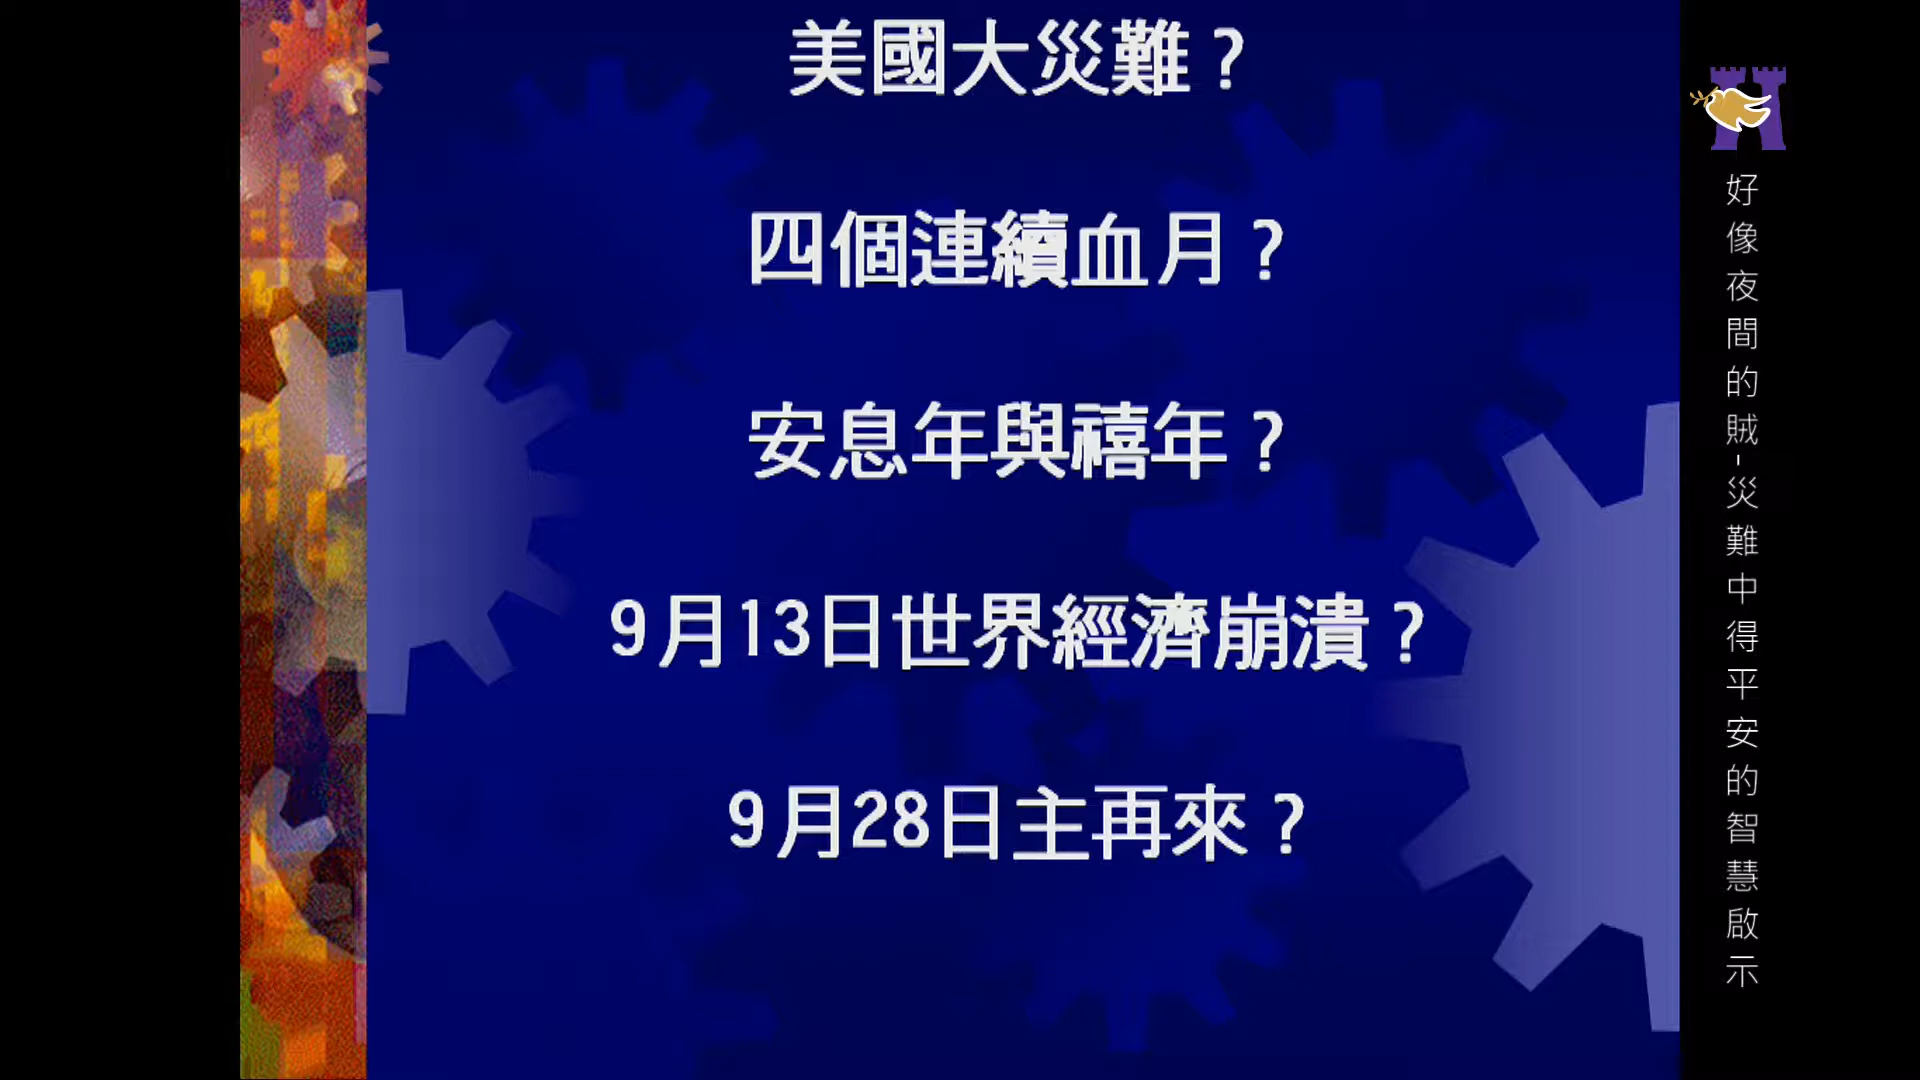 美國大災難？
四個連續血月？
安息年與禧年？
9月13日世界經濟崩潰？
9月28日主再來？
好像夜間的賊-災難中得平安的智慧啟示